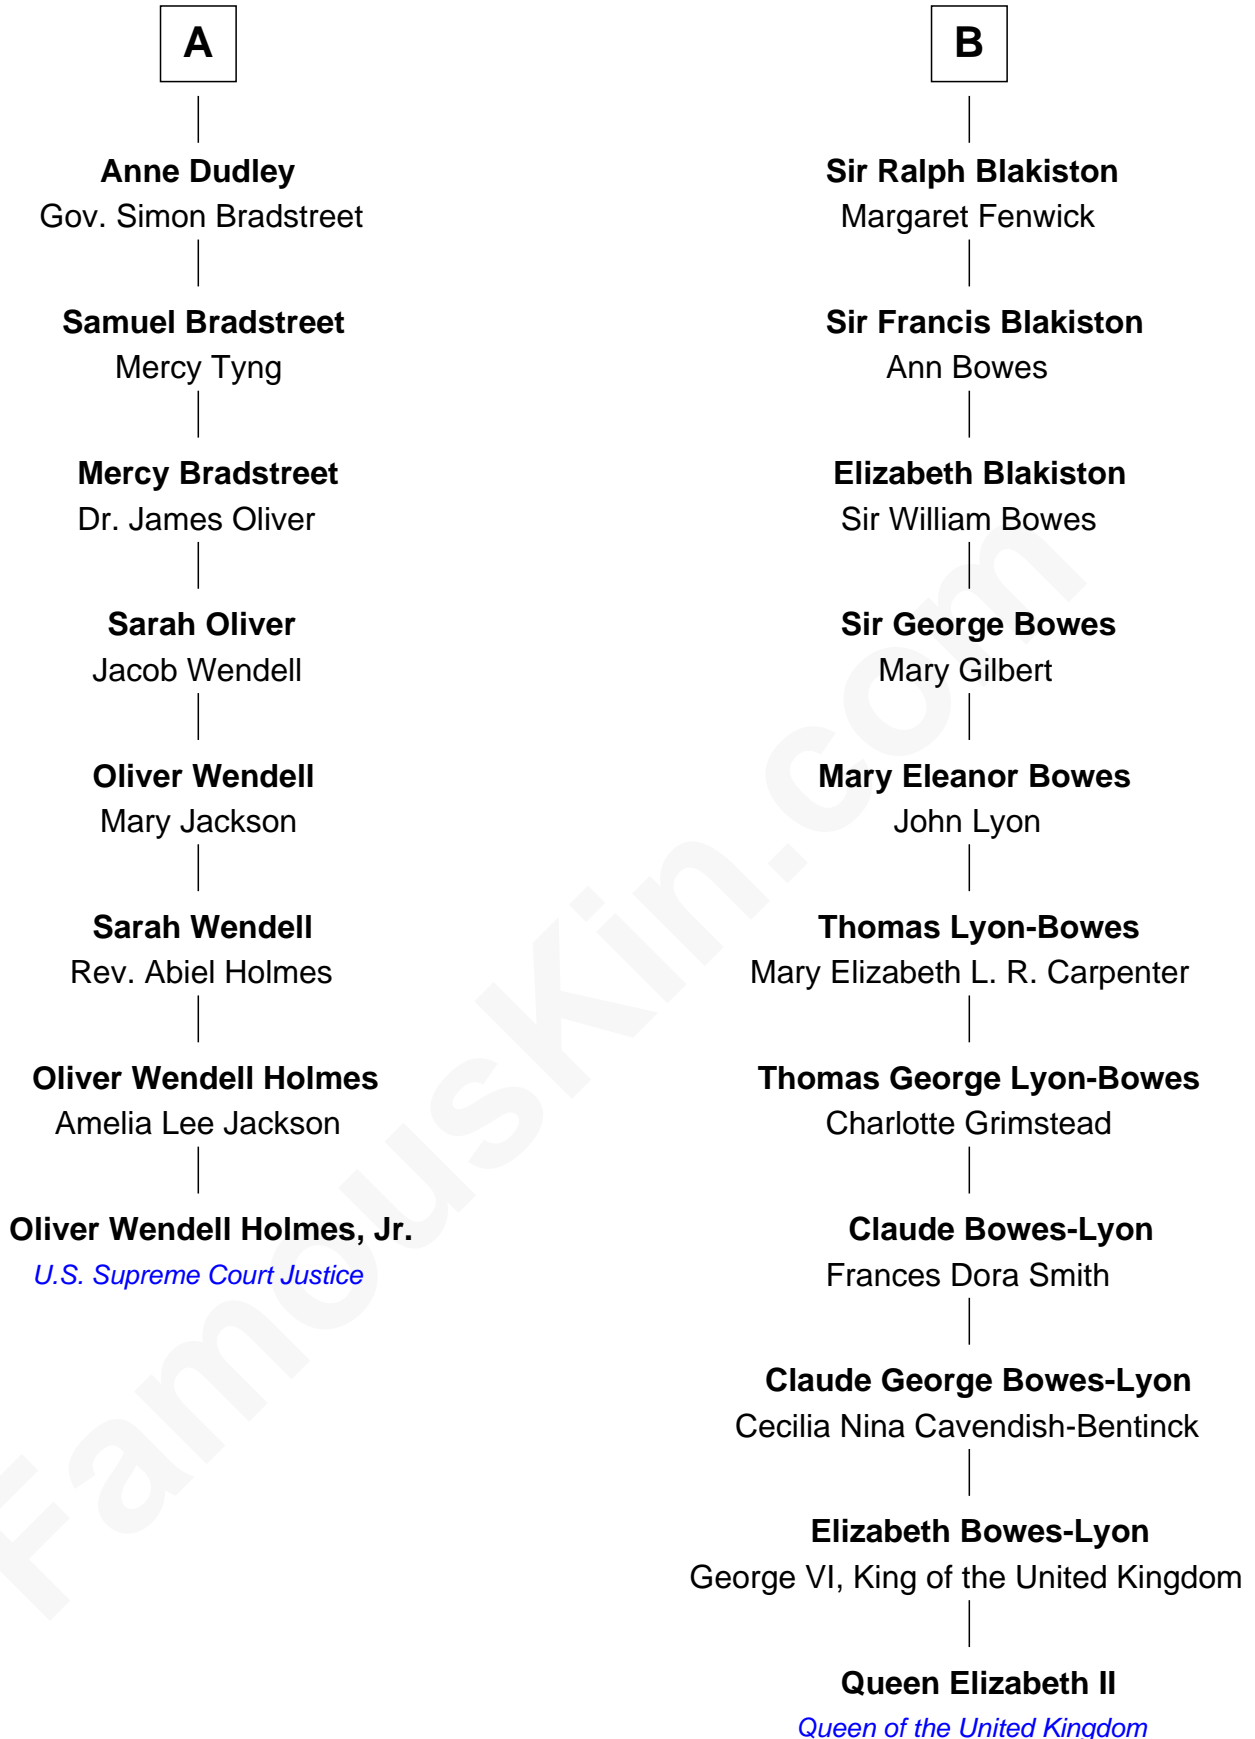 A
Anne Dudley
Gov. Simon Bradstreet
Samuel Bradstreet
Mercy Tyng
Mercy Bradstreet
Dr. James Oliver
Sarah Oliver
Jacob Wendell
Oliver Wendell
Mary Jackson
Sarah Wendell
Rev. Abiel Holmes
Oliver Wendell Holmes
Amelia Lee Jackson
Oliver Wendell Holmes, Jr.
U.S. Supreme Court Justice
B
Sir Ralph Blakiston
Margaret Fenwick
Sir Francis Blakiston
Ann Bowes
Elizabeth Blakiston
Sir William Bowes
Sir George Bowes
Mary Gilbert
Mary Eleanor Bowes
John Lyon
Thomas Lyon-Bowes
Mary Elizabeth L. R. Carpenter
Thomas George Lyon-Bowes
Charlotte Grimstead
Claude Bowes-Lyon
Frances Dora Smith
Claude George Bowes-Lyon
Cecilia Nina Cavendish-Bentinck
Elizabeth Bowes-Lyon
George VI, King of the United Kingdom
Queen Elizabeth II
Queen of the United Kingdom
FamousKin.com